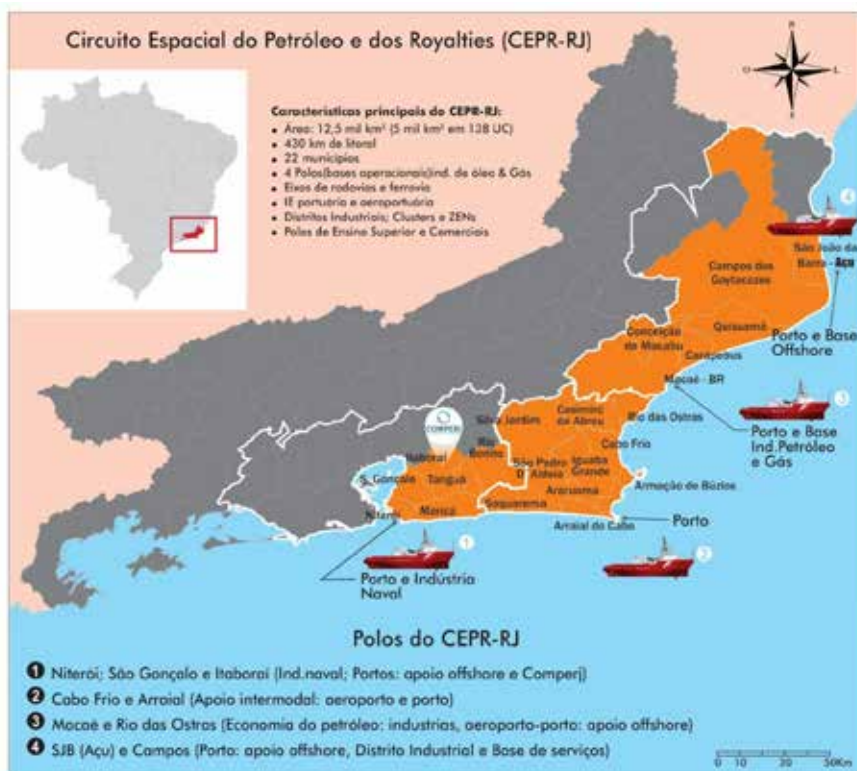 Circuito Espacial do Petróleo e dos Royalties (CEPR-RJ)
N
O
L
S
Características principais do CEPR-RJ:
• Área: 12,5 mil km² (5 mil km² em 138 UC)
• 430 km de litoral
• 22 municípios
• 4 Polos(bases operacionais)ind. de óleo & Gás
• Eixos de rodovias e ferrovia
• IE portuária e aeroportuária
• Distritos Industriais; Clusters e ZENs
• Polos de Ensino Superior e Comerciais
4
São João da
Barra - Açu
Campos dos
Goytacazes
Porto e Base
Offshore
Quissamã
Conceição
de Macabu
Carapebus
Macaé - BR
3
Porto e Base
Ind.Petróleo
e Gás
Casimiro
de Abreu
Rio das Ostras
Silva Jardim
COMPERJ
Cabo Frio
Rio
Bonito
Itaboraí
São Pedro
D Aldeia
Iguaba
Grande
S. Gonçalo
Tanguá
Armação de Búzios
Araruama
Saquarema
Maricá
Niterói
Porto
Arraial do Cabo
1
2
Porto e Indústria
Naval
Polos do CEPR-RJ
1 Niterói; São Gonçalo e Itaboraí (Ind.naval; Portos: apoio offshore e Comperj)
2 Cabo Frio e Arraial (Apoio intermodal: aeroporto e porto)
3 Macaé e Rio das Ostras (Economia do petróleo: industrias, aeroporto-porto: apoio offshore)
4 SJB (Açu) e Campos (Porto: apoio offshore, Distrito Industrial e Base de serviços)
0 10 30 50Km